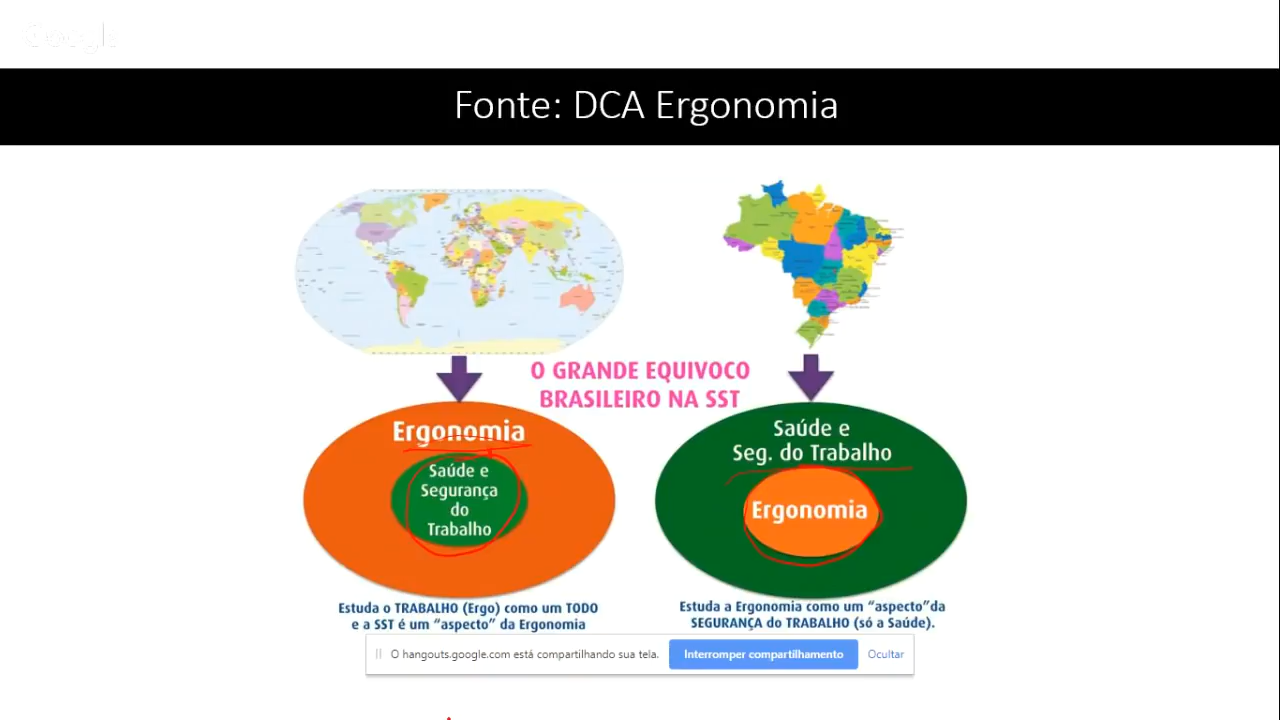 Google
Fonte: DCA Ergonomia
O GRANDE EQUIVOCO
BRASILEIRO NA SST
Ergonomia
Saúde e
Segurança
do
Trabalho
Saúde e
Seg. do Trabalho
Ergonomia
Estuda o TRABALHO (Ergo) como um TODO
e a SST é um “aspecto” da Ergonomia
Estuda a Ergonomia como um “aspecto”da
SEGURANÇA do TRABALHO (só a Saúde).
O hangouts.google.com está compartilhando sua tela.
Interromper compartilhamento
Ocultar